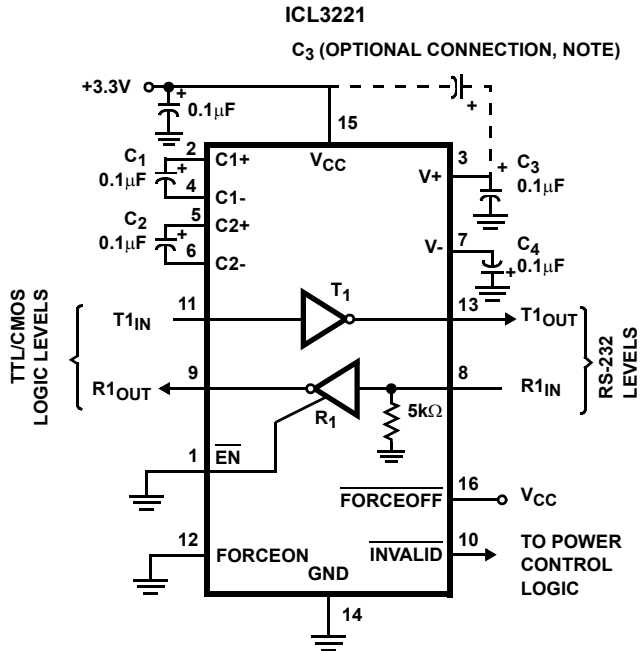 ICL3221
C3 (OPTIONAL CONNECTION, NOTE)
+3.3V
+
0.1μF
+
15
2
C1+
VCC
C1
0.1μF
+
4
C1-
3
V+
+
C3
0.1μF
5
C2+
C2
0.1μF
+
6
C2-
7
V-
C4
0.1μF
+
TTL/CMOS
LOGIC LEVELS
T1IN
11
T1
13
T1OUT
RS-232
LEVELS
R1OUT
9
R1
5kΩ
8
R1IN
1
EN
16
FORCEOFF
VCC
12
FORCEON
INVALID
10
TO POWER
CONTROL
LOGIC
GND
14